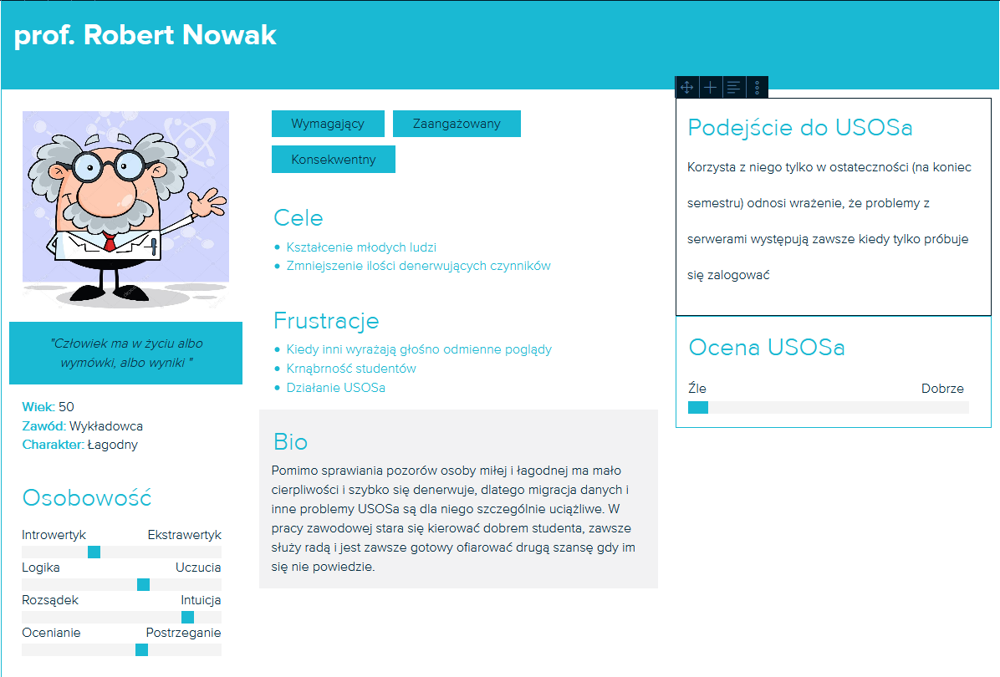 prof. Robert Nowak
"Człowiek ma w życiu albo
wymówki, albo wyniki "
Wiek: 50
Zawód: Wykładowca
Charakter: Łagodny
Osobowość
Introwertyk Ekstrawertyk
Logika Uczucia
Rozsądek Intuicja
Ocenianie Postrzeganie
Wymagający Zaangażowany
Konsekwentny
Cele
• Kształcenie młodych ludzi
• Zmniejszenie ilości denerwujących czynników
Frustracje
• Kiedy inni wyrażają głośno odmienne poglądy
• Krnąbrność studentów
• Działanie USOSa
Bio
Pomimo sprawiania pozorów osoby miłej i łagodnej ma mało
cierpliwości i szybko się denerwuje, dlatego migracja danych i
inne problemy USOSa są dla niego szczególnie uciążliwe. W
pracy zawodowej stara się kierować dobrem studenta, zawsze
służy radą i jest zawsze gotowy ofiarować drugą szansę gdy im
się nie powiedzie.
Podejście do USOSa
Korzysta z niego tylko w ostateczności (na koniec
semestru) odnosi wrażenie, że problemy z
serwerami występują zawsze kiedy tylko próbuje
się zalogować
Ocena USOSa
Źle Dobrze